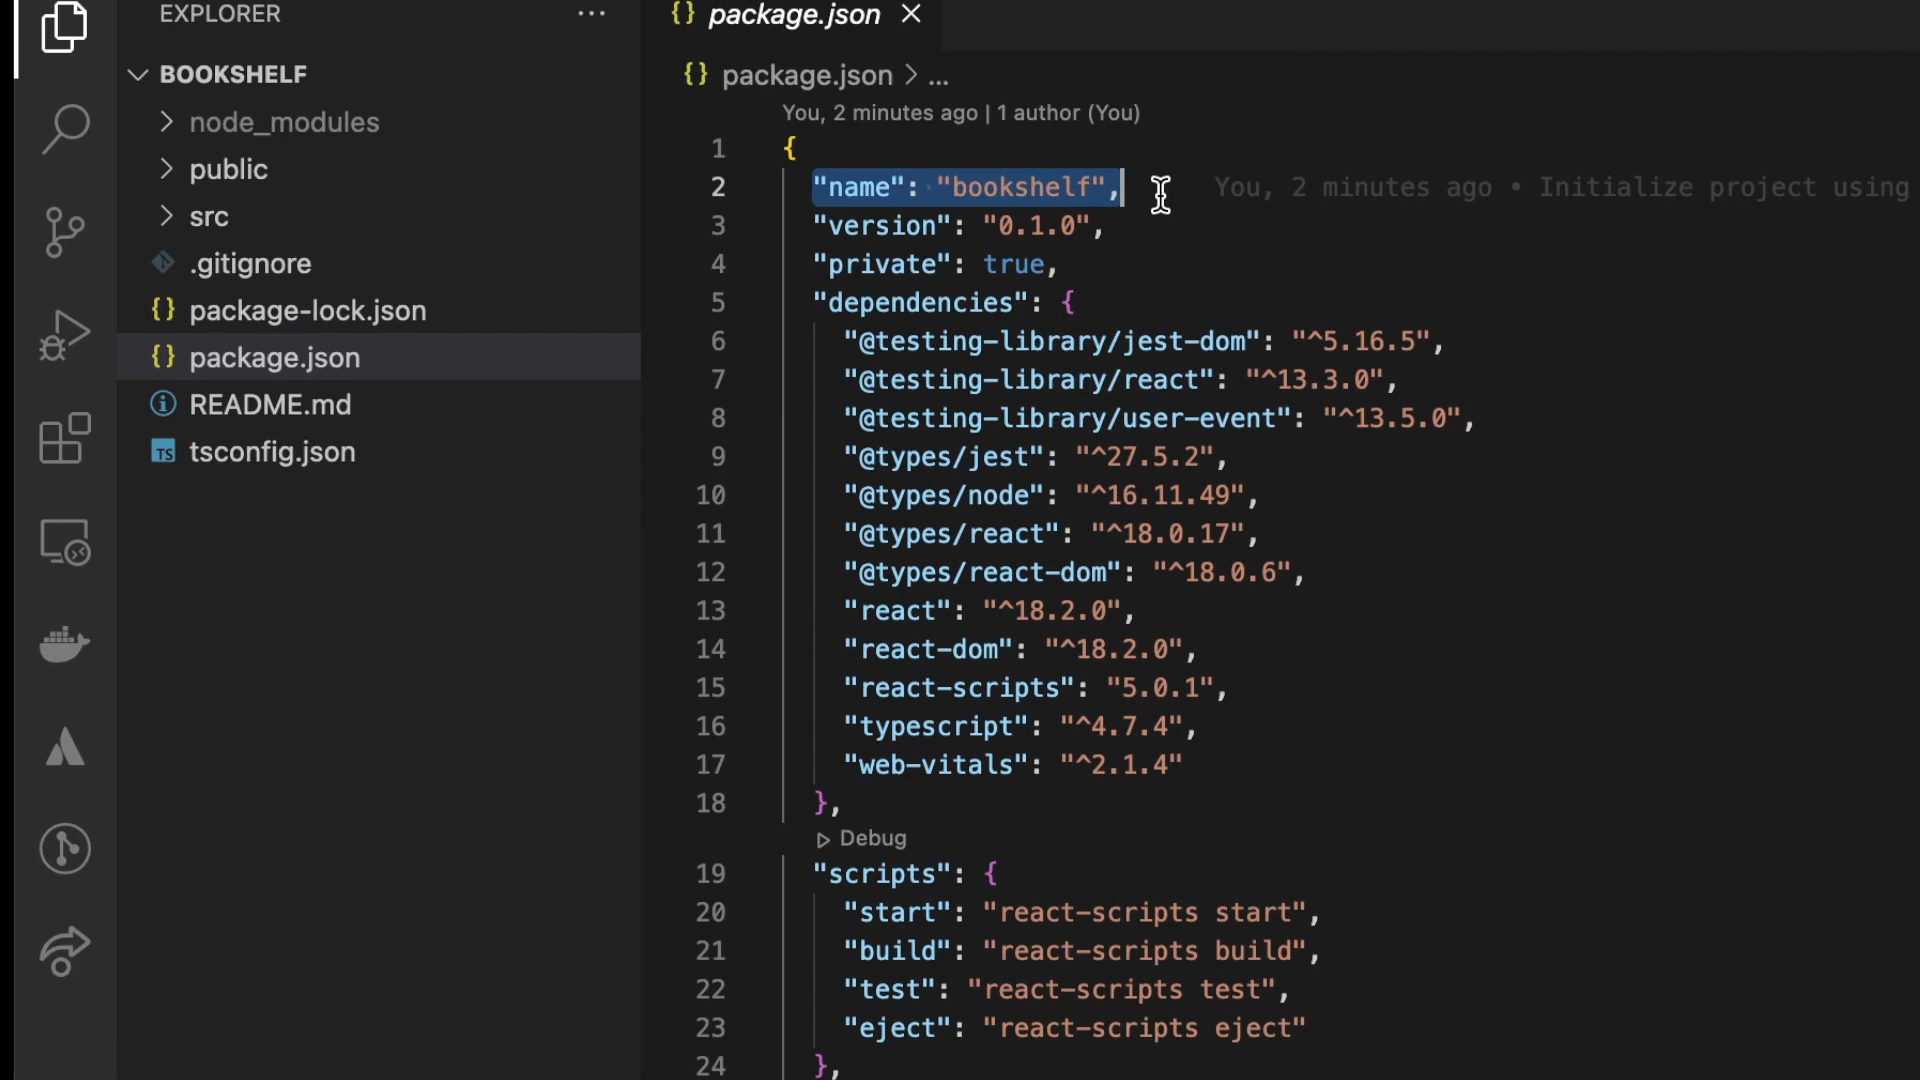 EXPLORER
BOOKSHELF
node_modules
public
src
.gitignore
package-lock.json
package.json
README.md
TS tsconfig.json
{} package.json
{} package.json > ...
You, 2 minutes ago | 1 author (You)
1 {
2 "name": "bookshelf", You, 2 minutes ago • Initialize project using
3 "version": "0.1.0",
4 "private": true,
5 "dependencies": {
6 "@testing-library/jest-dom": "^5.16.5",
7 "@testing-library/react": "^13.3.0",
8 "@testing-library/user-event": "^13.5.0",
9 "@types/jest": "^27.5.2",
10 "@types/node": "^16.11.49",
11 "@types/react": "^18.0.17",
12 "@types/react-dom": "^18.0.6",
13 "react": "^18.2.0",
14 "react-dom": "^18.2.0",
15 "react-scripts": "5.0.1",
16 "typescript": "^4.7.4",
17 "web-vitals": "^2.1.4"
18 },
Debug
19 "scripts": {
20 "start": "react-scripts start",
21 "build": "react-scripts build",
22 "test": "react-scripts test",
23 "eject": "react-scripts eject"
24 },